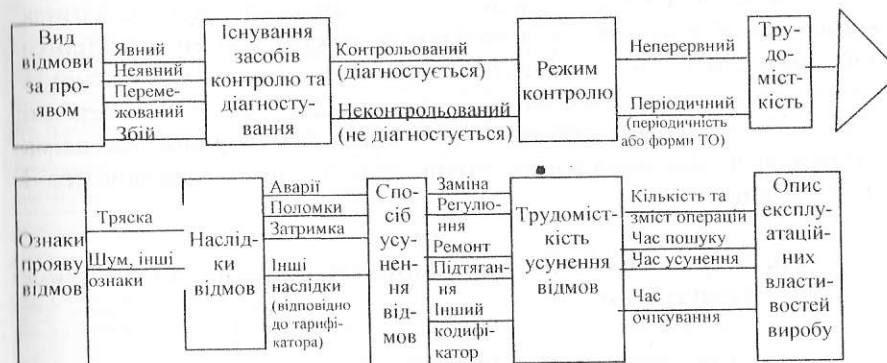 Вид
відмови
за про-
явом
Явний
Неявний
Переме-
жований
Збій
Існування
засобів
контролю та
діагносту-
вання
Контрольований
(діагностується)
Неконтрольований
(не діагностується)
Режим
контролю
Неперервний
Періодичний
(періодичність
або форми ТО)
Тру-
до-
міст-
кість
Ознаки
прояву
відмов
Тряска
Шум, інші
ознаки
Наслід-
ки
відмов
Аварії
Поломки
Затримка
Інші
наслідки
(відповідно
до тарифі-
катора)
Спо-
сіб
усу-
нен-
ня
від-
мов
Заміна
Регулю-
ння
Ремонт
Підтяган-
ня
Інший
кодифі-
катор
Трудоміст-
кість
усунення
відмов
Кількість та
зміст операцій
Час пошуку
Час усунення
Час
очікування
Опис
експлу-
атацій-
них
власти-
востей
виробу